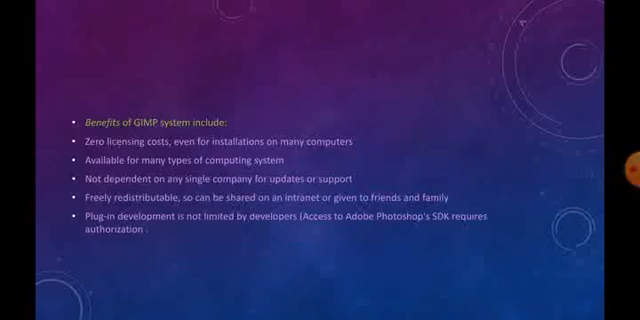 • Benefits of GIMP system include:
• Zero licensing costs, even for installations on many computers
• Available for many types of computing system
• Not dependent on any single company for updates or support
• Freely redistributable, so can be shared on an intranet or given to friends and family
• Plug-in development is not limited by developers (Access to Adobe Photoshop's SDK requires
authorization .